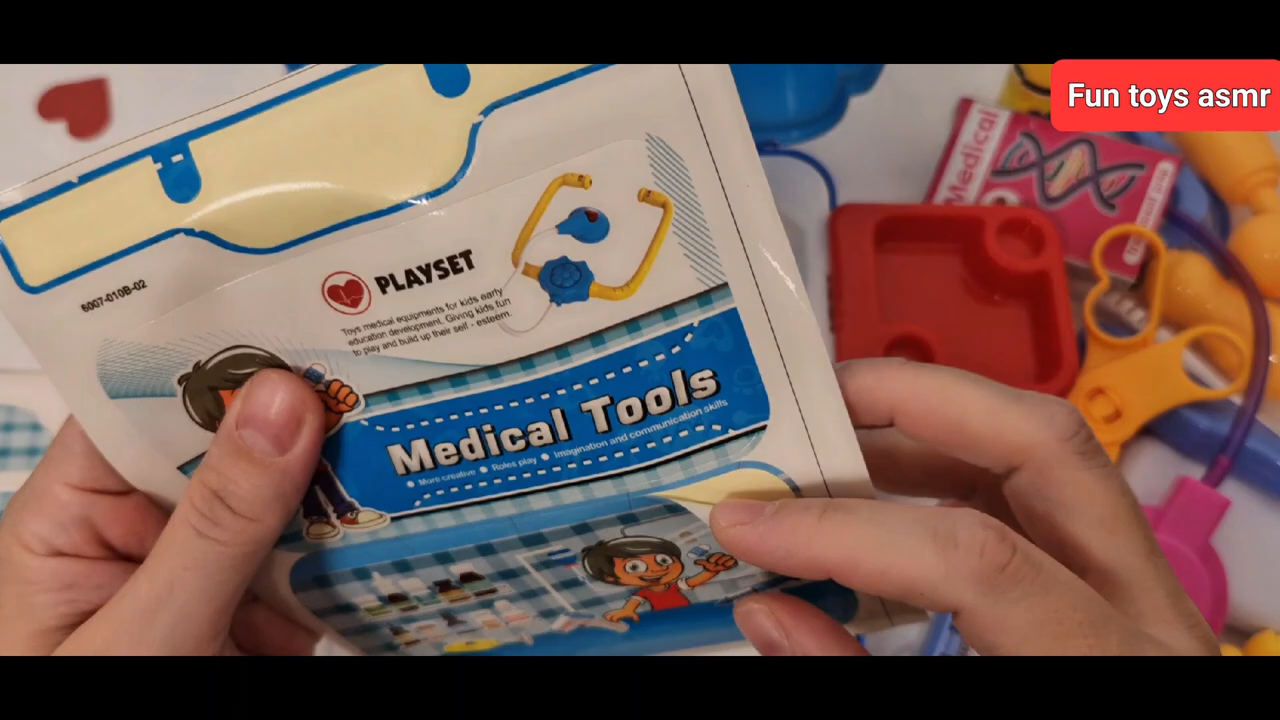 Fun toys asmr
Medical
6007-010B-02
PLAYSET
Toys medical equipments for kids early
education development. Giving kids fun
to play and build up their self - esteem.
Medical Tools
More creative Roles play Imagination and communication skills